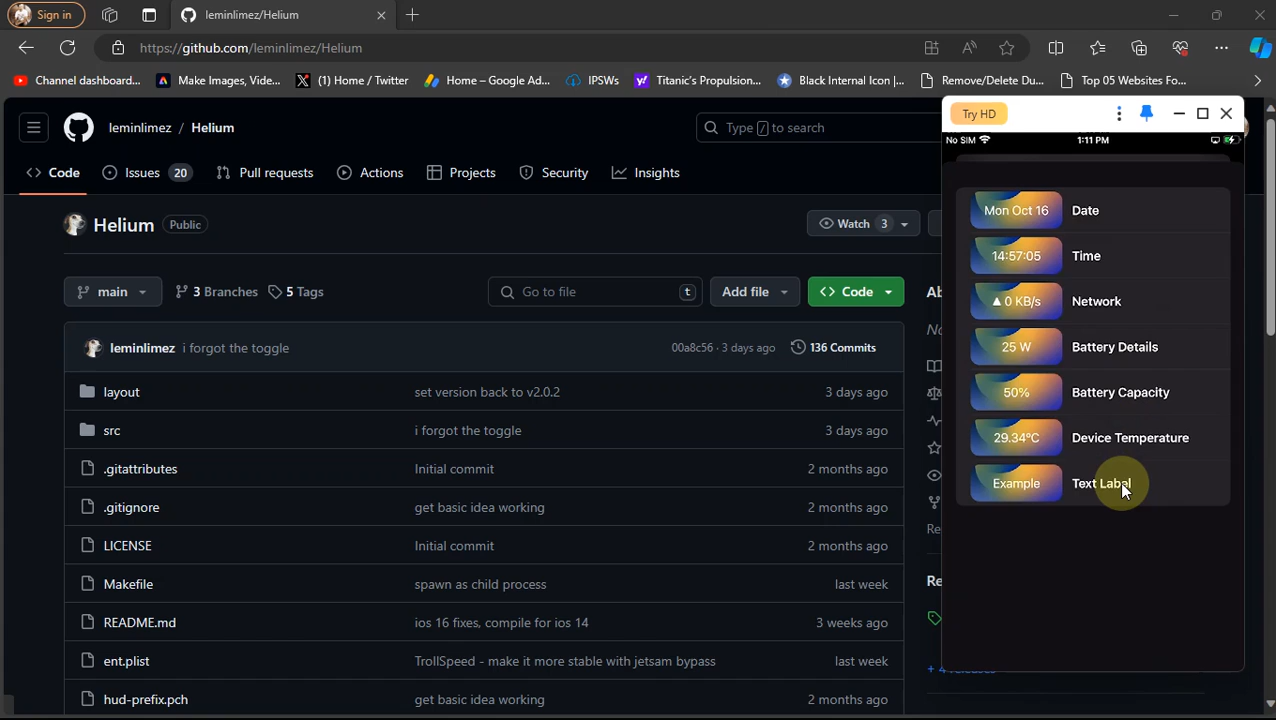 Sign in
leminlimez/Helium
https://github.com/leminlimez/Helium
Channel dashboard...
Make Images, Vide...
(1) Home / Twitter
Home – Google Ad...
IPSWs
Titanic's Propulsion...
Black Internal Icon |...
Remove/Delete Du...
Top 05 Websites Fo...
leminlimez / Helium
Type / to search
Code
Issues 20
Pull requests
Actions
Projects
Security
Insights
Helium Public
Watch 3
main
3 Branches
5 Tags
Go to file t
Add file
<> Code
leminlimez i forgot the toggle 00a8c56 · 3 days ago 136 Commits
layout set version back to v2.0.2 3 days ago
src i forgot the toggle 3 days ago
.gitattributes Initial commit 2 months ago
.gitignore get basic idea working 2 months ago
LICENSE Initial commit 2 months ago
Makefile spawn as child process last week
README.md ios 16 fixes, compile for ios 14 3 weeks ago
ent.plist TrollSpeed - make it more stable with jetsam bypass last week
hud-prefix.pch get basic idea working 2 months ago
Try HD
No SIM 1:11 PM
Mon Oct 16 Date
14:57:05 Time
▲ 0 KB/s Network
25 W Battery Details
50% Battery Capacity
29.34ºC Device Temperature
Example Text Label